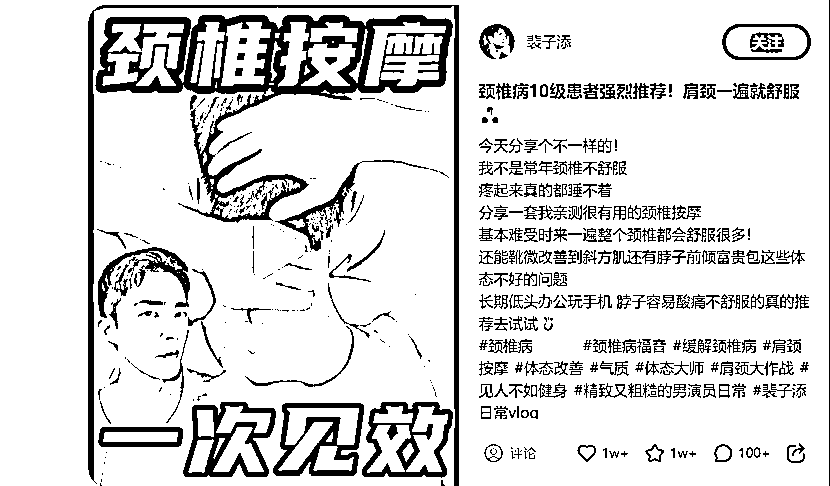 颈椎按摩
一次见效
裴子添
关注
颈椎病10级患者强烈推荐！肩颈一遍就舒服
今天分享个不一样的！
我不是常年颈椎不舒服
疼起来真的都睡不着
分享一套我亲测很有用的颈椎按摩
基本难受时来一遍整个颈椎都会舒服很多！
还能靴微改善到斜方肌还有脖子前倾富贵包这些体
态不好的问题
长期低头办公玩手机 脖子容易酸痛不舒服的真的推
荐去试试
#颈椎病 #颈椎病福音 #缓解颈椎病 #肩颈
按摩 #体态改善 #气质 #体态大师 #肩颈大作战 #
见人不如健身 #精致又粗糙的男演员日常 #裴子添
日常vlog
评论 1w+ 1w+ 100+